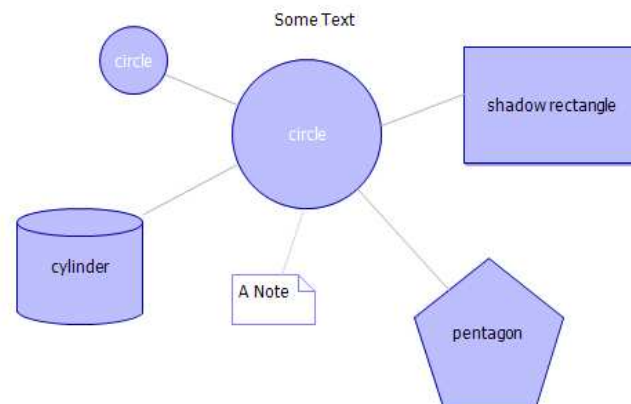 Some Text
circle
circle
shadow rectangle
cylinder
A Note
pentagon